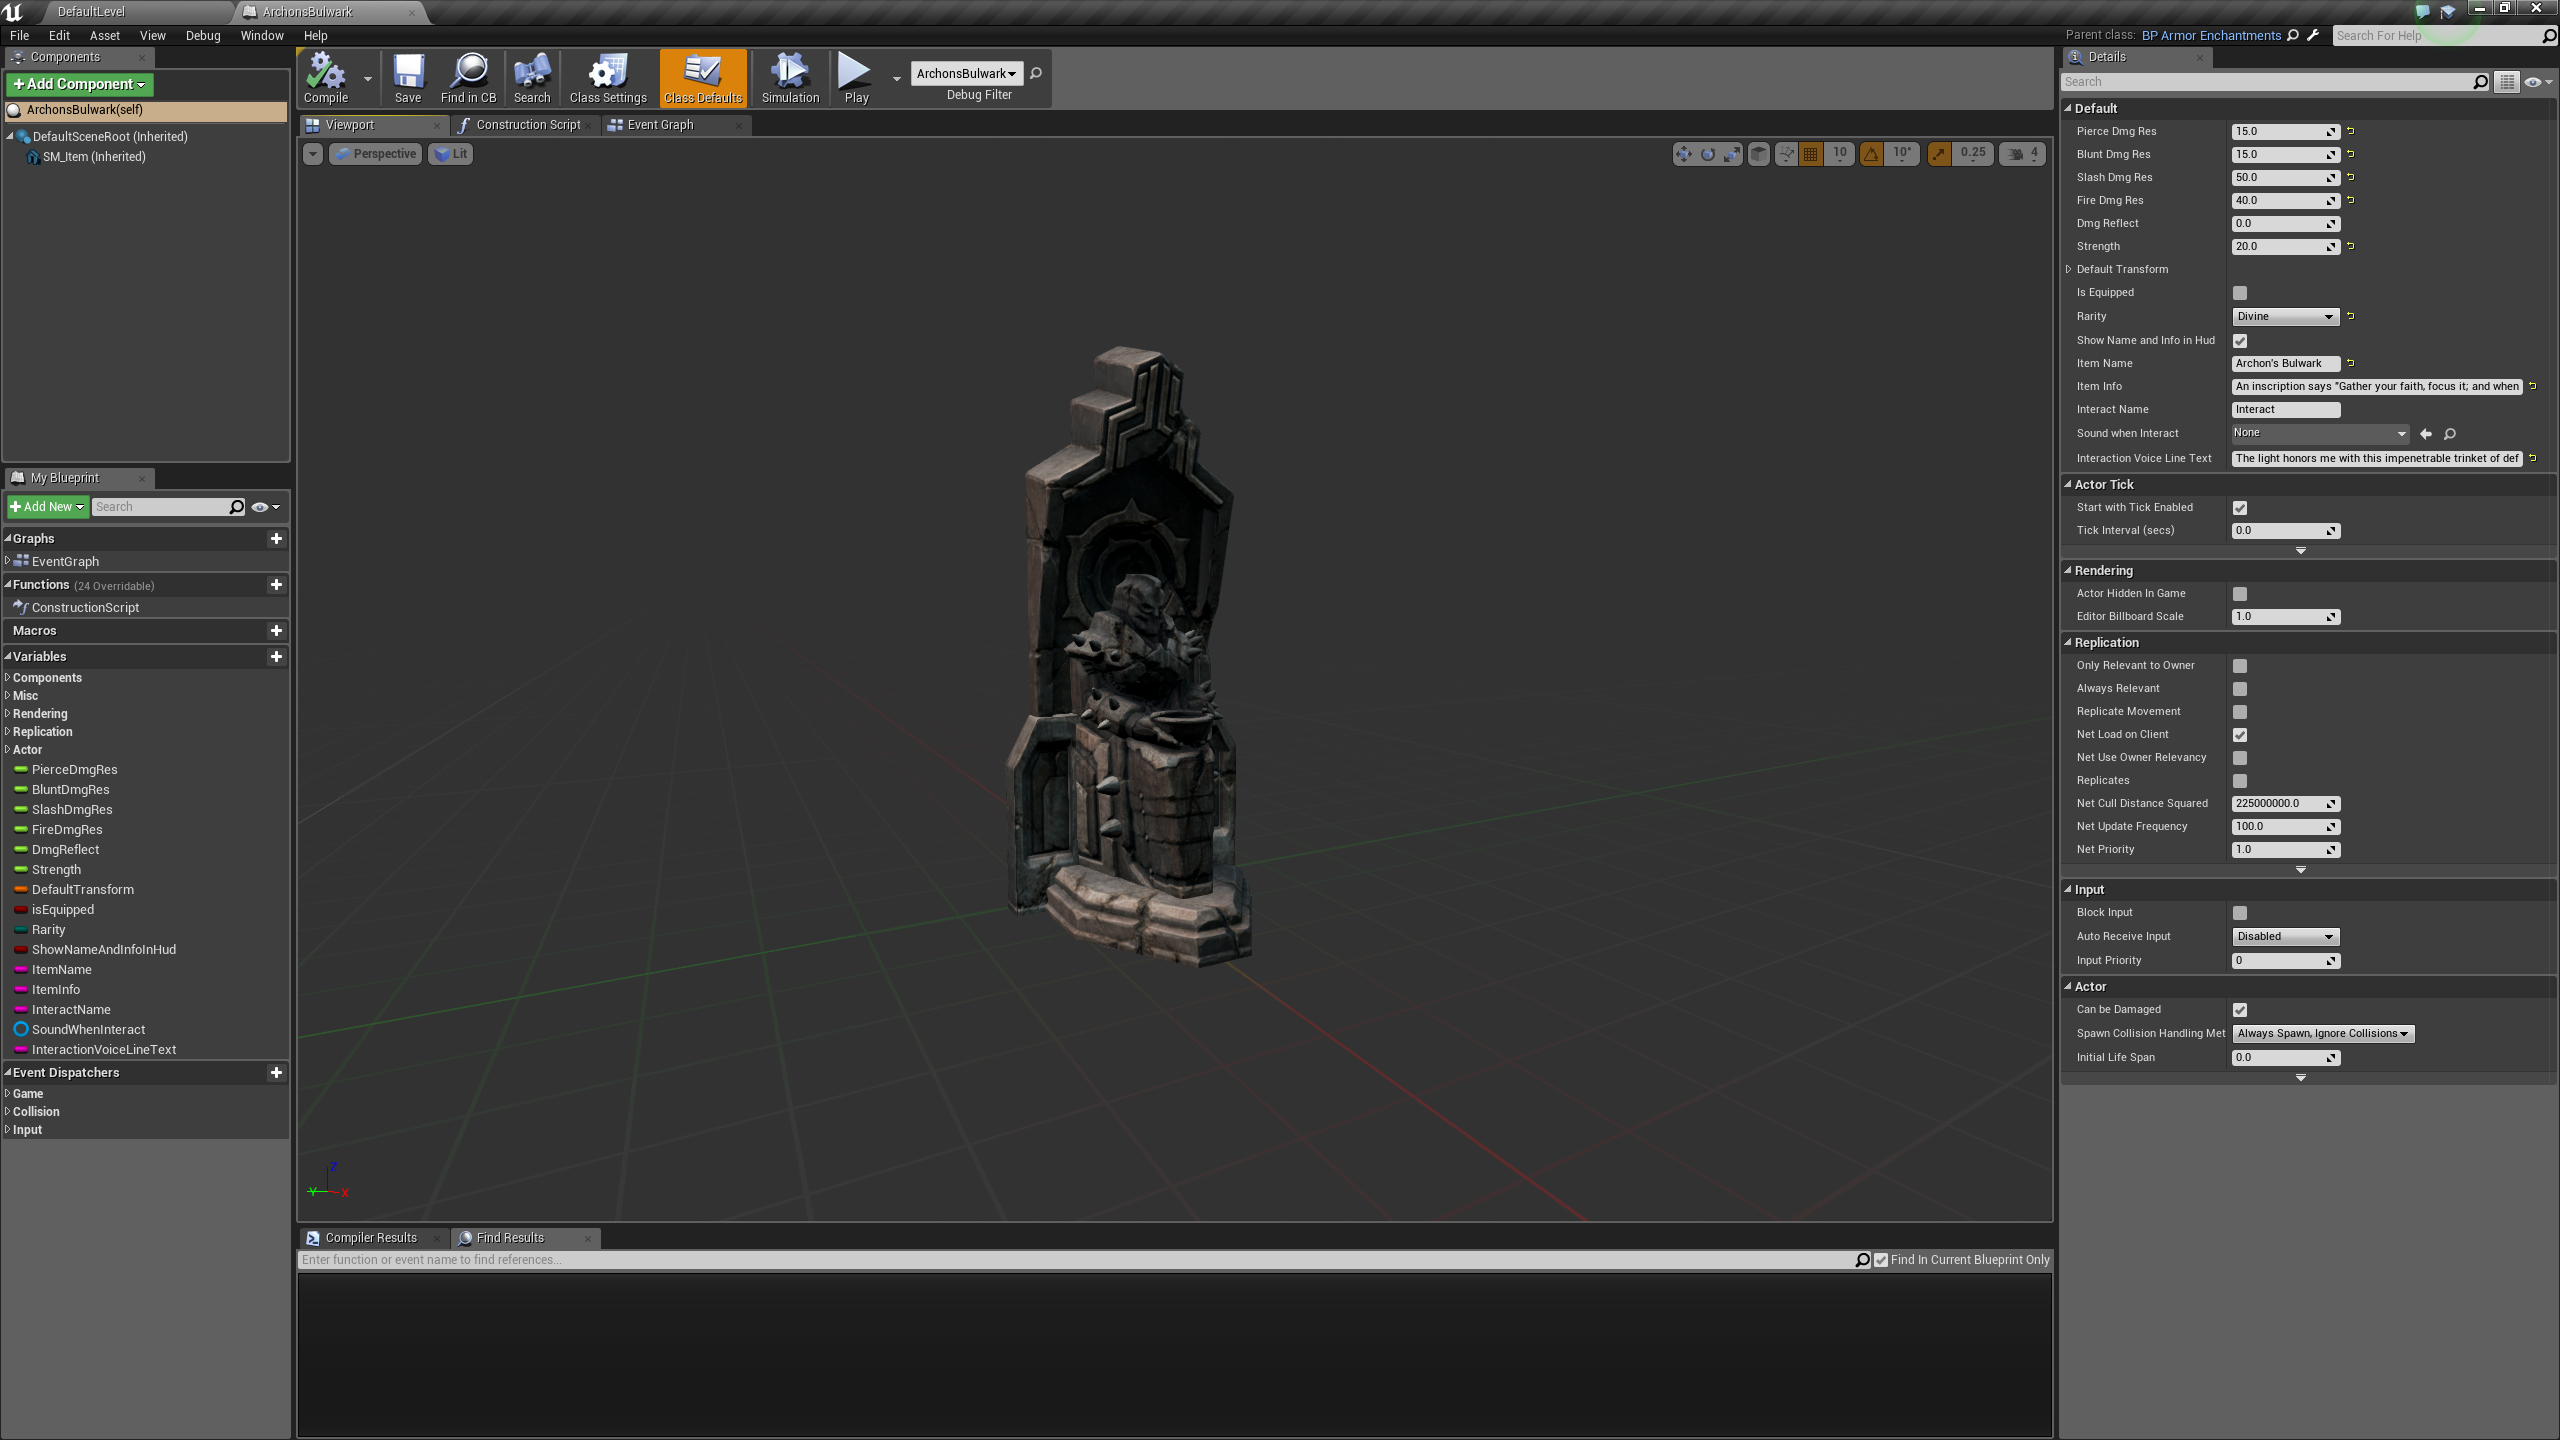 DefaultLevel
ArchonsBulwark
File Edit Asset View Debug Window Help
Parent class: BP Armor Enchantments
Search For Help
Components
+Add Component
ArchonsBulwark(self)
DefaultSceneRoot (Inherited)
SM_Item (Inherited)
My Blueprint
+Add New
Search
Graphs
EventGraph
Functions (24 Overridable)
ConstructionScript
Macros
Variables
Components
Misc
Rendering
Replication
Actor
PierceDmgRes
BluntDmgRes
SlashDmgRes
FireDmgRes
DmgReflect
Strength
DefaultTransform
isEquipped
Rarity
ShowNameAndInfoInHud
ItemName
ItemInfo
InteractName
SoundWhenInteract
InteractionVoiceLineText
Event Dispatchers
Game
Collision
Input
Compile
Save
Find in CB
Search
Class Settings
Class Defaults
Simulation
Play
ArchonsBulwark
Debug Filter
Viewport
Construction Script
Event Graph
Perspective
Lit
10
10°
0.25
4
Z
Y
X
Compiler Results
Find Results
Enter function or event name to find references...
Find In Current Blueprint Only
Details
Search
Default
Pierce Dmg Res 15.0
Blunt Dmg Res 15.0
Slash Dmg Res 50.0
Fire Dmg Res 40.0
Dmg Reflect 0.0
Strength 20.0
Default Transform
Is Equipped
Rarity Divine
Show Name and Info in Hud
Item Name Archon's Bulwark
Item Info An inscription says "Gather your faith, focus it; and when
Interact Name Interact
Sound when Interact None
Interaction Voice Line Text The light honors me with this impenetrable trinket of def
Actor Tick
Start with Tick Enabled
Tick Interval (secs) 0.0
Rendering
Actor Hidden In Game
Editor Billboard Scale 1.0
Replication
Only Relevant to Owner
Always Relevant
Replicate Movement
Net Load on Client
Net Use Owner Relevancy
Replicates
Net Cull Distance Squared 225000000.0
Net Update Frequency 100.0
Net Priority 1.0
Input
Block Input
Auto Receive Input Disabled
Input Priority 0
Actor
Can be Damaged
Spawn Collision Handling Met Always Spawn, Ignore Collisions
Initial Life Span 0.0